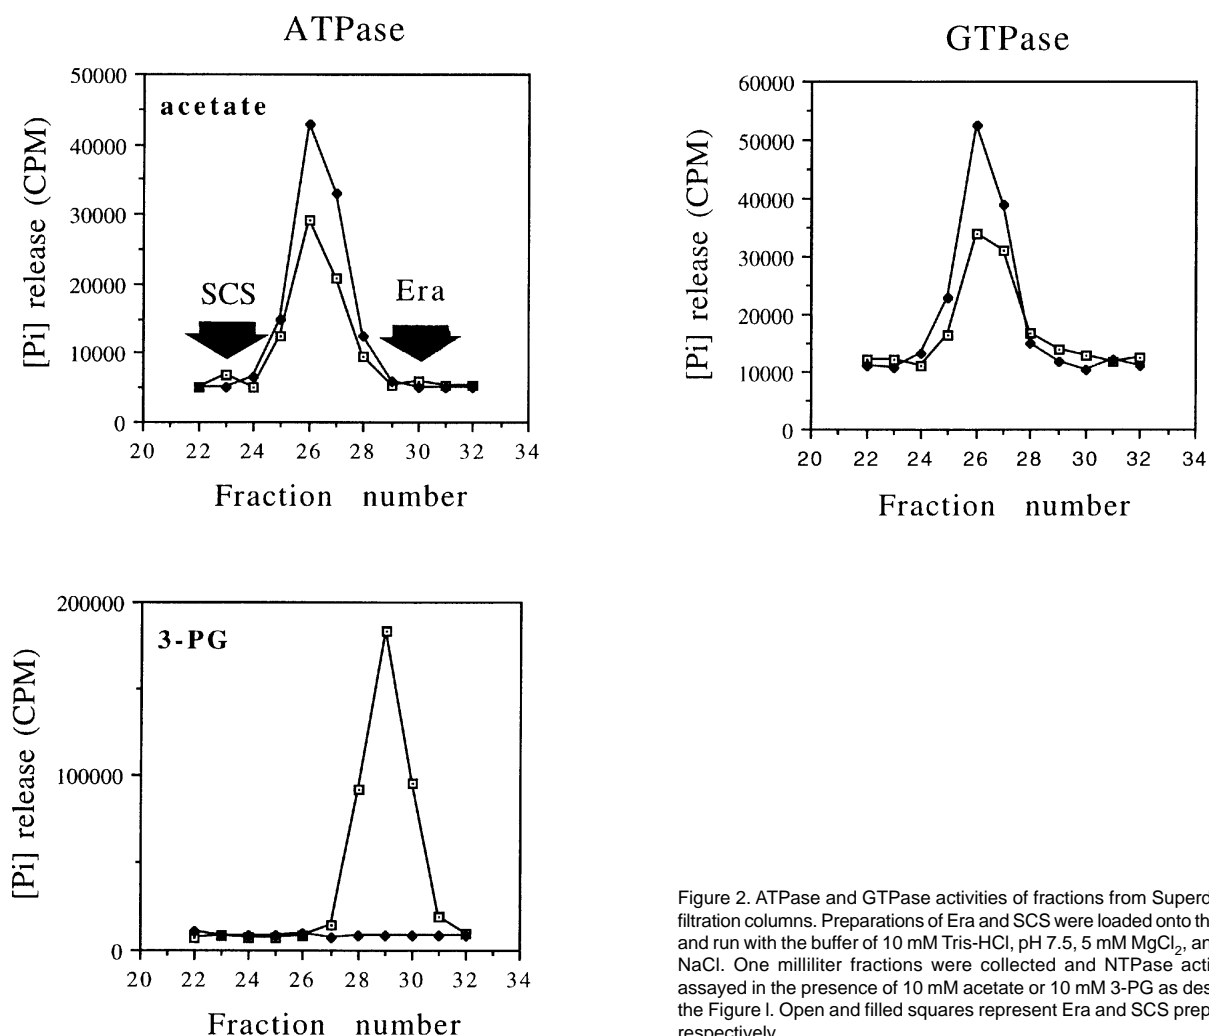 ATPase
50000
40000
30000
20000
10000
0
acetate
SCS
Era
[Pi] release (CPM)
20 22 24 26 28 30 32 34
Fraction number
GTPase
60000
50000
40000
30000
20000
10000
0
[Pi] release (CPM)
20 22 24 26 28 30 32 34
Fraction number
200000
100000
0
3-PG
[Pi] release (CPM)
20 22 24 26 28 30 32 34
Fraction number
Figure 2. ATPase and GTPase activities of fractions from Superd
filtration columns. Preparations of Era and SCS were loaded onto th
and run with the buffer of 10 mM Tris-HCl, pH 7.5, 5 mM MgCl2, an
NaCl. One milliliter fractions were collected and NTPase acti
assayed in the presence of 10 mM acetate or 10 mM 3-PG as des
the Figure l. Open and filled squares represent Era and SCS prep
respectively.